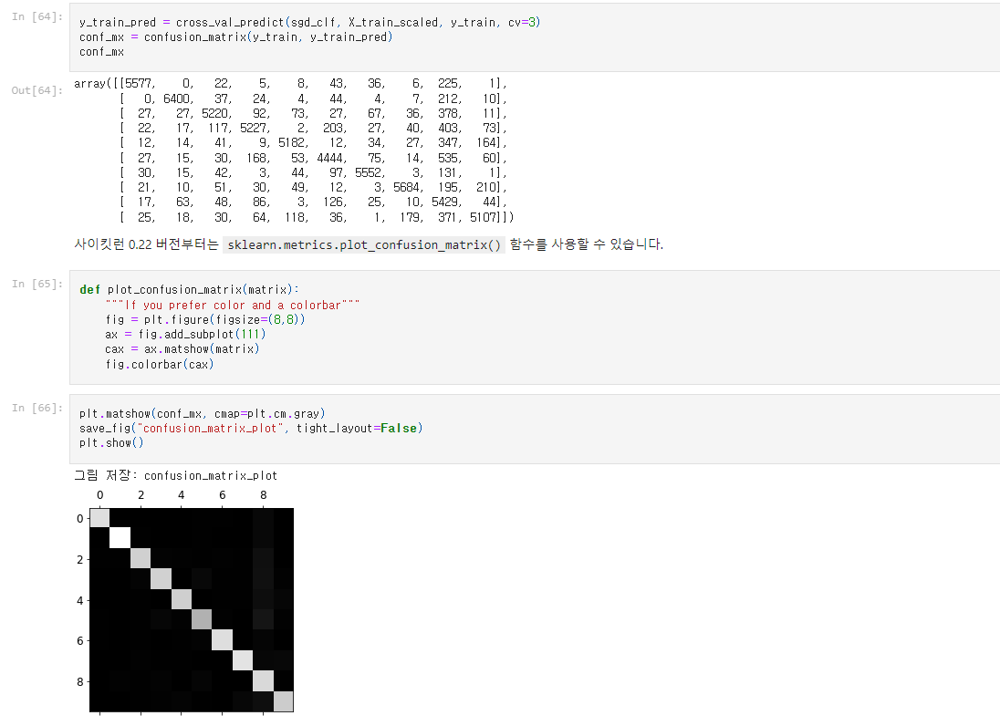 In [64]:
y_train_pred = cross_val_predict(sgd_clf, X_train_scaled, y_train, cv=3)
conf_mx = confusion_matrix(y_train, y_train_pred)
conf_mx
Out[64]:
array([[5577, 0, 22, 5, 8, 43, 36, 6, 225, 1],
[ 0, 6400, 37, 24, 4, 44, 4, 7, 212, 10],
[ 27, 27, 5220, 92, 73, 27, 67, 36, 378, 11],
[ 22, 17, 117, 5227, 2, 203, 27, 40, 403, 73],
[ 12, 14, 41, 9, 5182, 12, 34, 27, 347, 164],
[ 27, 15, 30, 168, 53, 4444, 75, 14, 535, 60],
[ 30, 15, 42, 3, 44, 97, 5552, 3, 131, 1],
[ 21, 10, 51, 30, 49, 12, 3, 5684, 195, 210],
[ 17, 63, 48, 86, 3, 126, 25, 10, 5429, 44],
[ 25, 18, 30, 64, 118, 36, 1, 179, 371, 5107]])
사이킷런 0.22 버전부터는 sklearn.metrics.plot_confusion_matrix() 함수를 사용할 수 있습니다.
In [65]:
def plot_confusion_matrix(matrix):
"""If you prefer color and a colorbar"""
fig = plt.figure(figsize=(8,8))
ax = fig.add_subplot(111)
cax = ax.matshow(matrix)
fig.colorbar(cax)
In [66]:
plt.matshow(conf_mx, cmap=plt.cm.gray)
save_fig("confusion_matrix_plot", tight_layout=False)
plt.show()
그림 저장: confusion_matrix_plot
0 2 4 6 8
0
2
4
6
8